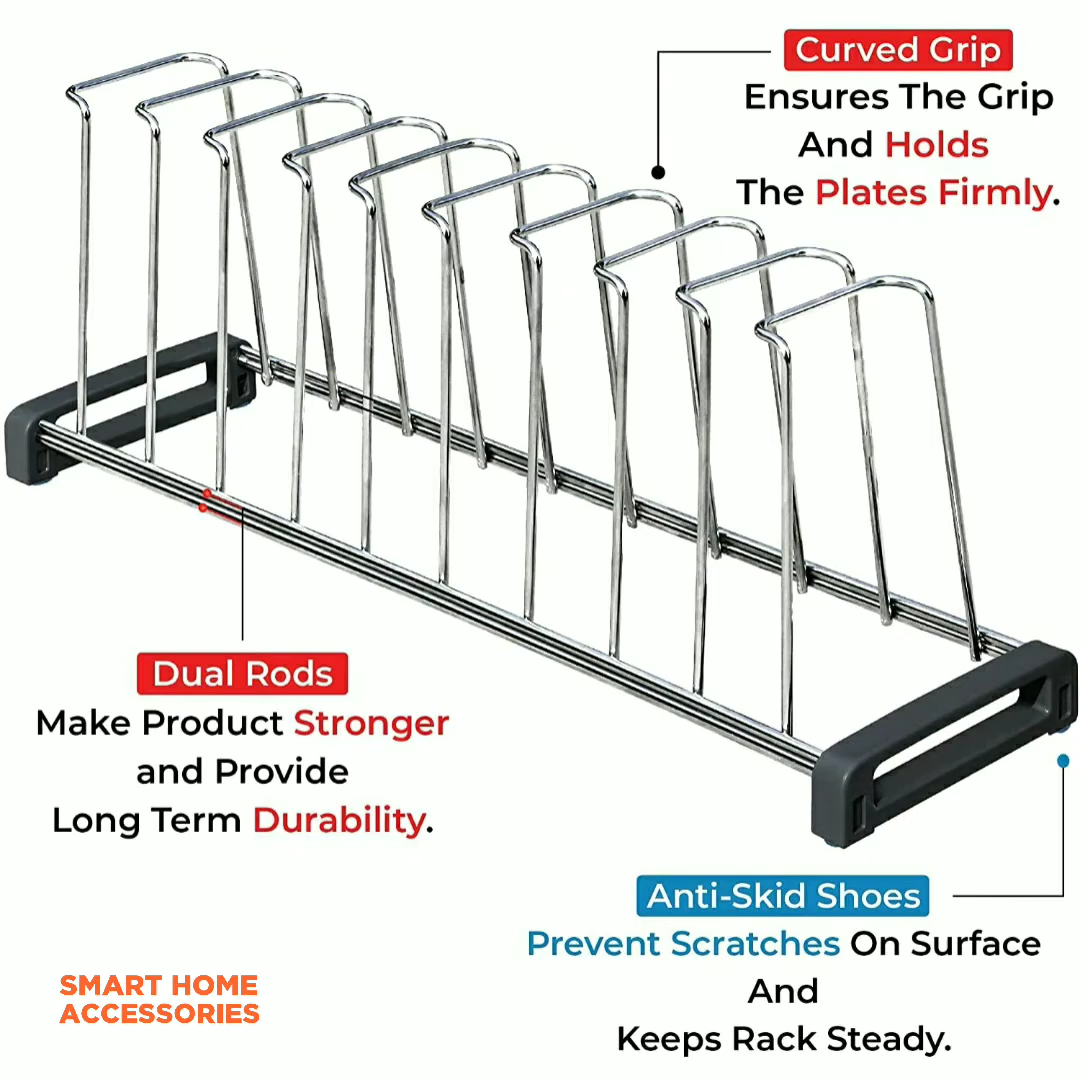 Curved Grip
Ensures The Grip
And Holds
The Plates Firmly.
Dual Rods
Make Product Stronger
and Provide
Long Term Durability.
Anti-Skid Shoes
Prevent Scratches On Surface
And
Keeps Rack Steady.
SMART HOME
ACCESSORIES